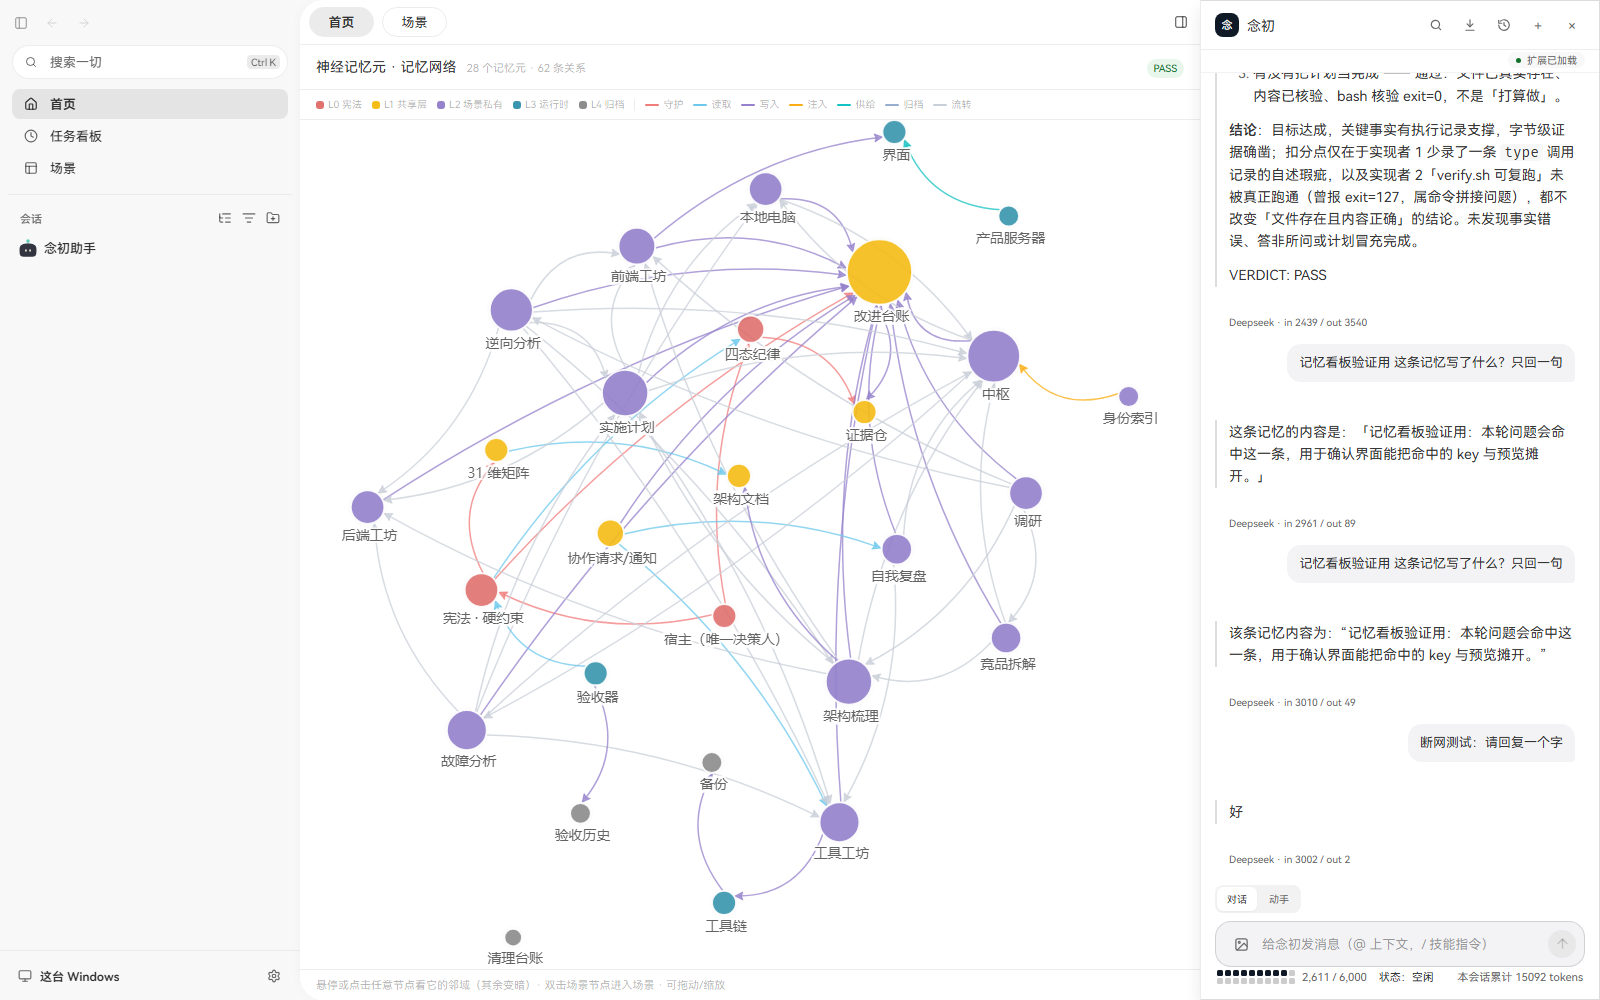 搜索一切
Ctrl K
首页
任务看板
场景
会话
念初助手
这台 Windows
首页
场景
神经记忆元 · 记忆网络
28 个记忆元 · 62 条关系
PASS
L0 宪法
L1 共享层
L2 场景私有
L3 运行时
L4 归档
守护
读取
写入
注入
供给
归档
流转
界面
本地电脑
产品服务器
前端工坊
改进台账
逆向分析
四态纪律
中枢
身份索引
实施计划
证据仓
31 维矩阵
架构文档
后端工坊
调研
协作请求/通知
自我复盘
宪法 · 硬约束
宿主（唯一决策人）
竞品拆解
验收器
架构梳理
故障分析
备份
验收历史
工具工坊
工具链
清理台账
悬停或点击任意节点看它的邻域（其余变暗） · 双击场景节点进入场景 · 可拖动/缩放
念
念初
扩展已加载
内容已核验、bash 核验 exit=0，不是「打算做」。
结论：目标达成，关键事实有执行记录支撑，字节级证
据确凿；扣分点仅在于实现者 1 少录了一条 type 调用
记录的自述瑕疵，以及实现者 2「verify.sh 可复跑」未
被真正跑通（曾报 exit=127，属命令拼接问题），都不
改变「文件存在且内容正确」的结论。未发现事实错
误、答非所问或计划冒充完成。
VERDICT: PASS
Deepseek · in 2439 / out 3540
记忆看板验证用 这条记忆写了什么？只回一句
这条记忆的内容是：「记忆看板验证用：本轮问题会命
中这一条，用于确认界面能把命中的 key 与预览摊
开。」
Deepseek · in 2961 / out 89
记忆看板验证用 这条记忆写了什么？只回一句
该条记忆内容为：“记忆看板验证用：本轮问题会命中这
一条，用于确认界面能把命中的 key 与预览摊开。”
Deepseek · in 3010 / out 49
断网测试：请回复一个字
好
Deepseek · in 3002 / out 2
对话
动手
给念初发消息（@ 上下文，/ 技能指令）
2,611 / 6,000
状态：空闲
本会话累计 15092 tokens